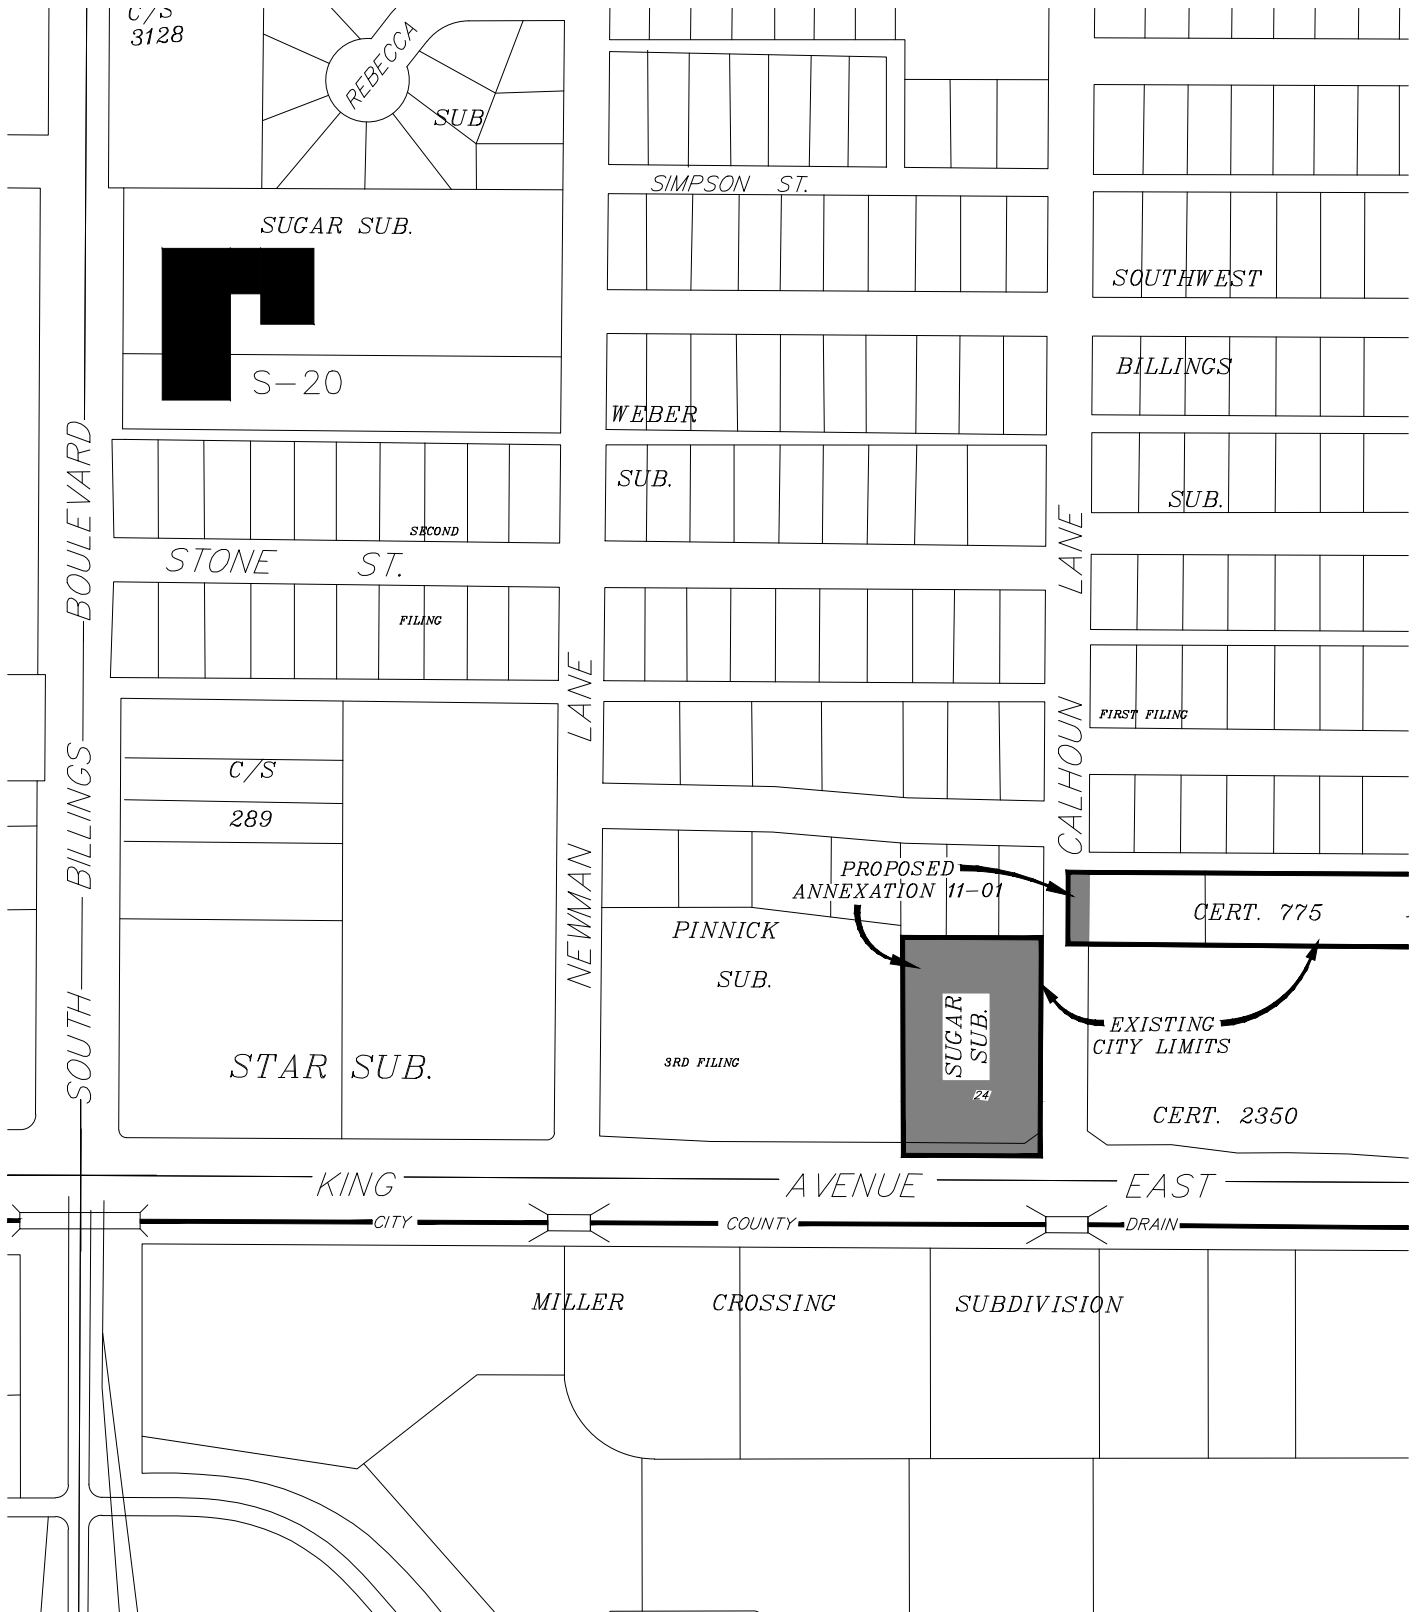 C/S
3128
REBECCA
SUB
SIMPSON ST.
SUGAR SUB.
SOUTHWEST
BILLINGS
S-20
WEBER
SUB.
SUB.
SECOND
STONE ST.
FILING
FIRST FILING
SOUTH BILLINGS BOULEVARD
NEWMAN LANE
CALHOUN LANE
C/S
289
PROPOSED
ANNEXATION 11-01
CERT. 775
PINNICK
SUB.
3RD FILING
SUGAR
SUB.
24
EXISTING
CITY LIMITS
STAR SUB.
CERT. 2350
KING AVENUE EAST
CITY COUNTY DRAIN
MILLER CROSSING SUBDIVISION